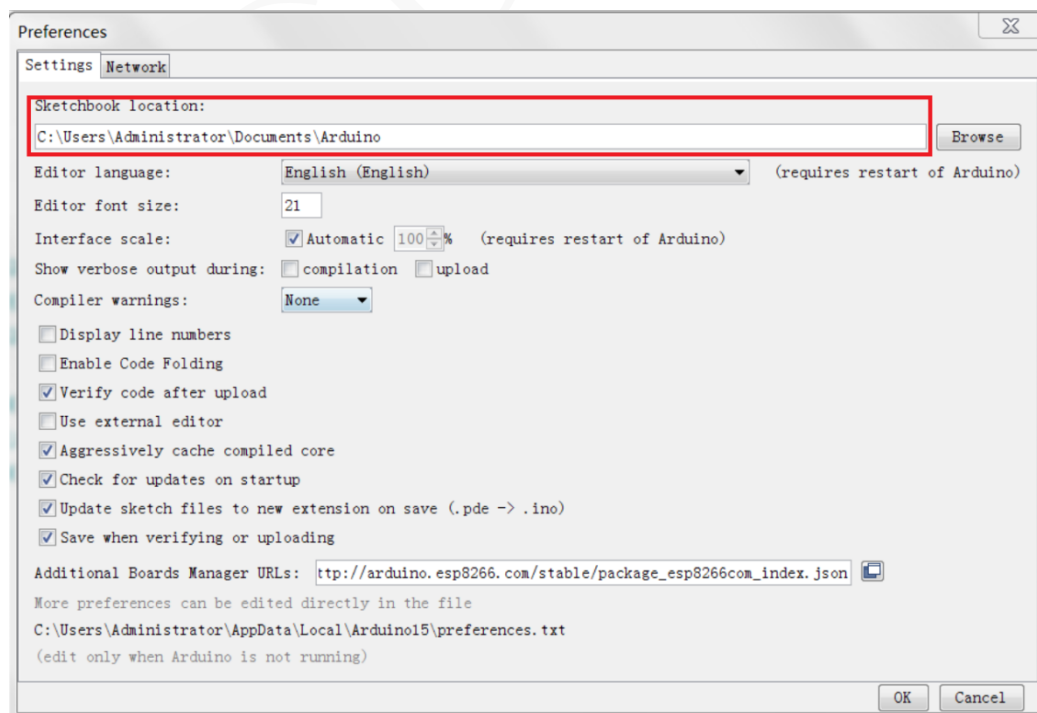 Preferences
Settings Network
Sketchbook location:
C:\Users\Administrator\Documents\Arduino Browse
Editor language: English (English) (requires restart of Arduino)
Editor font size: 21
Interface scale: Automatic 100 % (requires restart of Arduino)
Show verbose output during: compilation upload
Compiler warnings: None
Display line numbers
Enable Code Folding
Verify code after upload
Use external editor
Aggressively cache compiled core
Check for updates on startup
Update sketch files to new extension on save (.pde -> .ino)
Save when verifying or uploading
Additional Boards Manager URLs: ttp://arduino.esp8266.com/stable/package_esp8266com_index.json
More preferences can be edited directly in the file
C:\Users\Administrator\AppData\Local\Arduino15\preferences.txt
(edit only when Arduino is not running)
OK Cancel